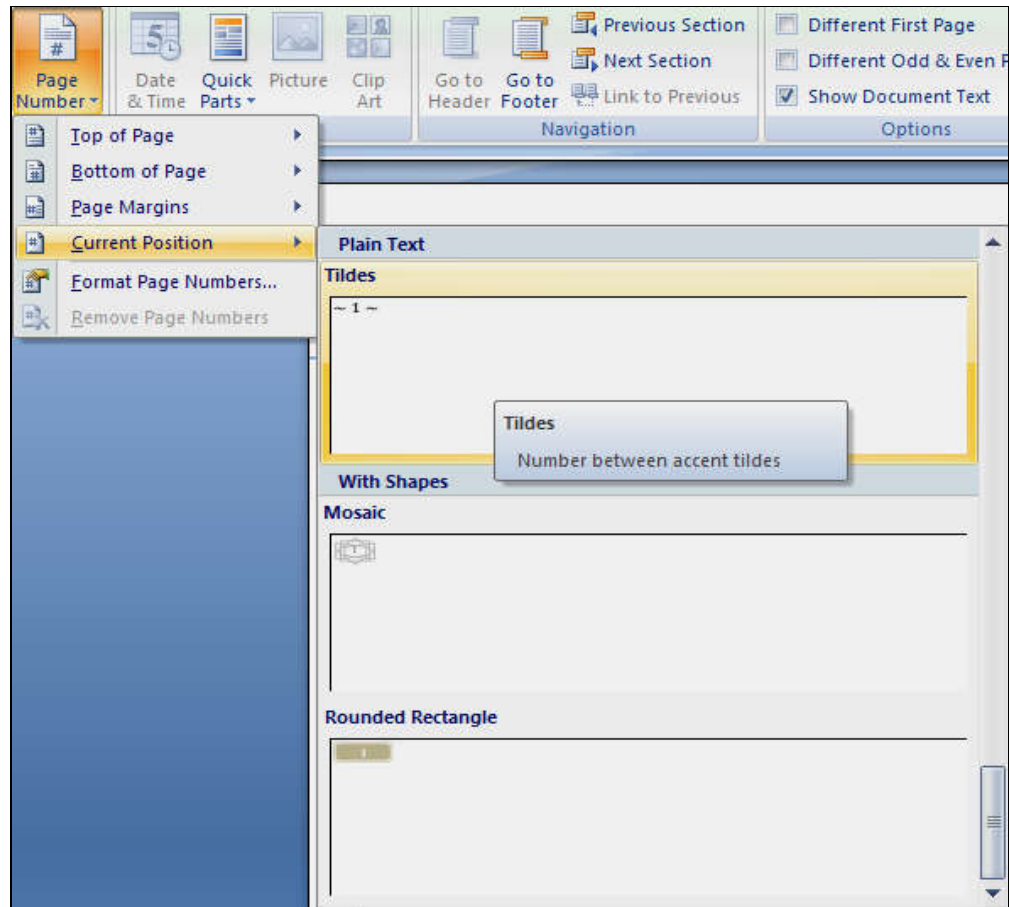 Page Number
Date & Time
Quick Parts
Picture
Clip Art
Go to Header
Go to Footer
Previous Section
Next Section
Link to Previous
Navigation
Different First Page
Different Odd & Even P
Show Document Text
Options
Top of Page
Bottom of Page
Page Margins
Current Position
Format Page Numbers...
Remove Page Numbers
Plain Text
Tildes
~ 1 ~
Tildes
Number between accent tildes
With Shapes
Mosaic
1
Rounded Rectangle
1